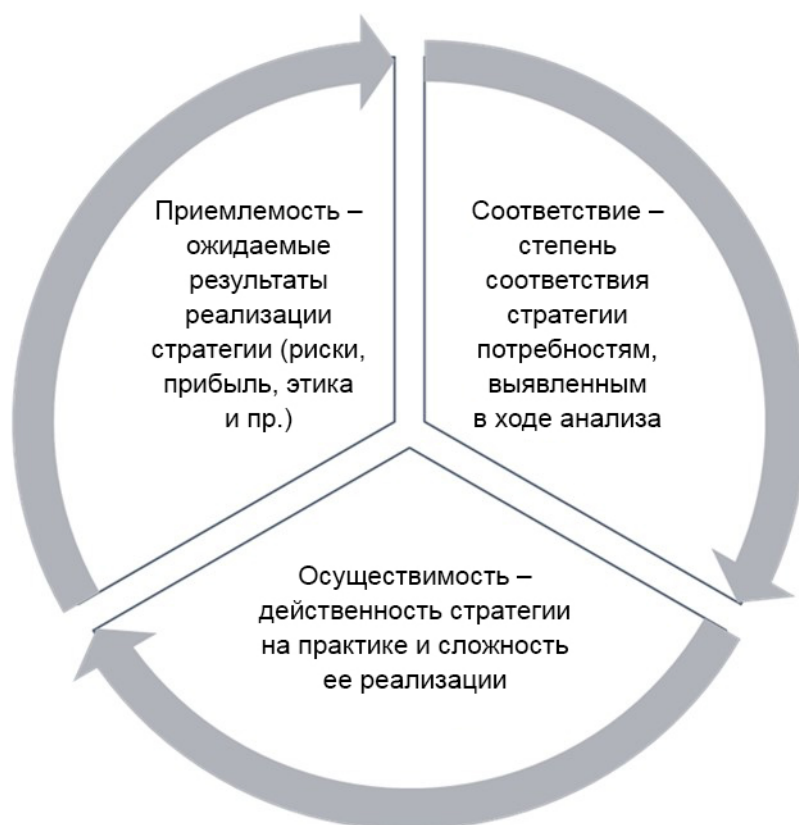 Приемлемость –
ожидаемые
результаты
реализации
стратегии (риски,
прибыль, этика
и пр.)
Соответствие –
степень
соответствия
стратегии
потребностям,
выявленным
в ходе анализа
Осуществимость –
действенность стратегии
на практике и сложность
ее реализации